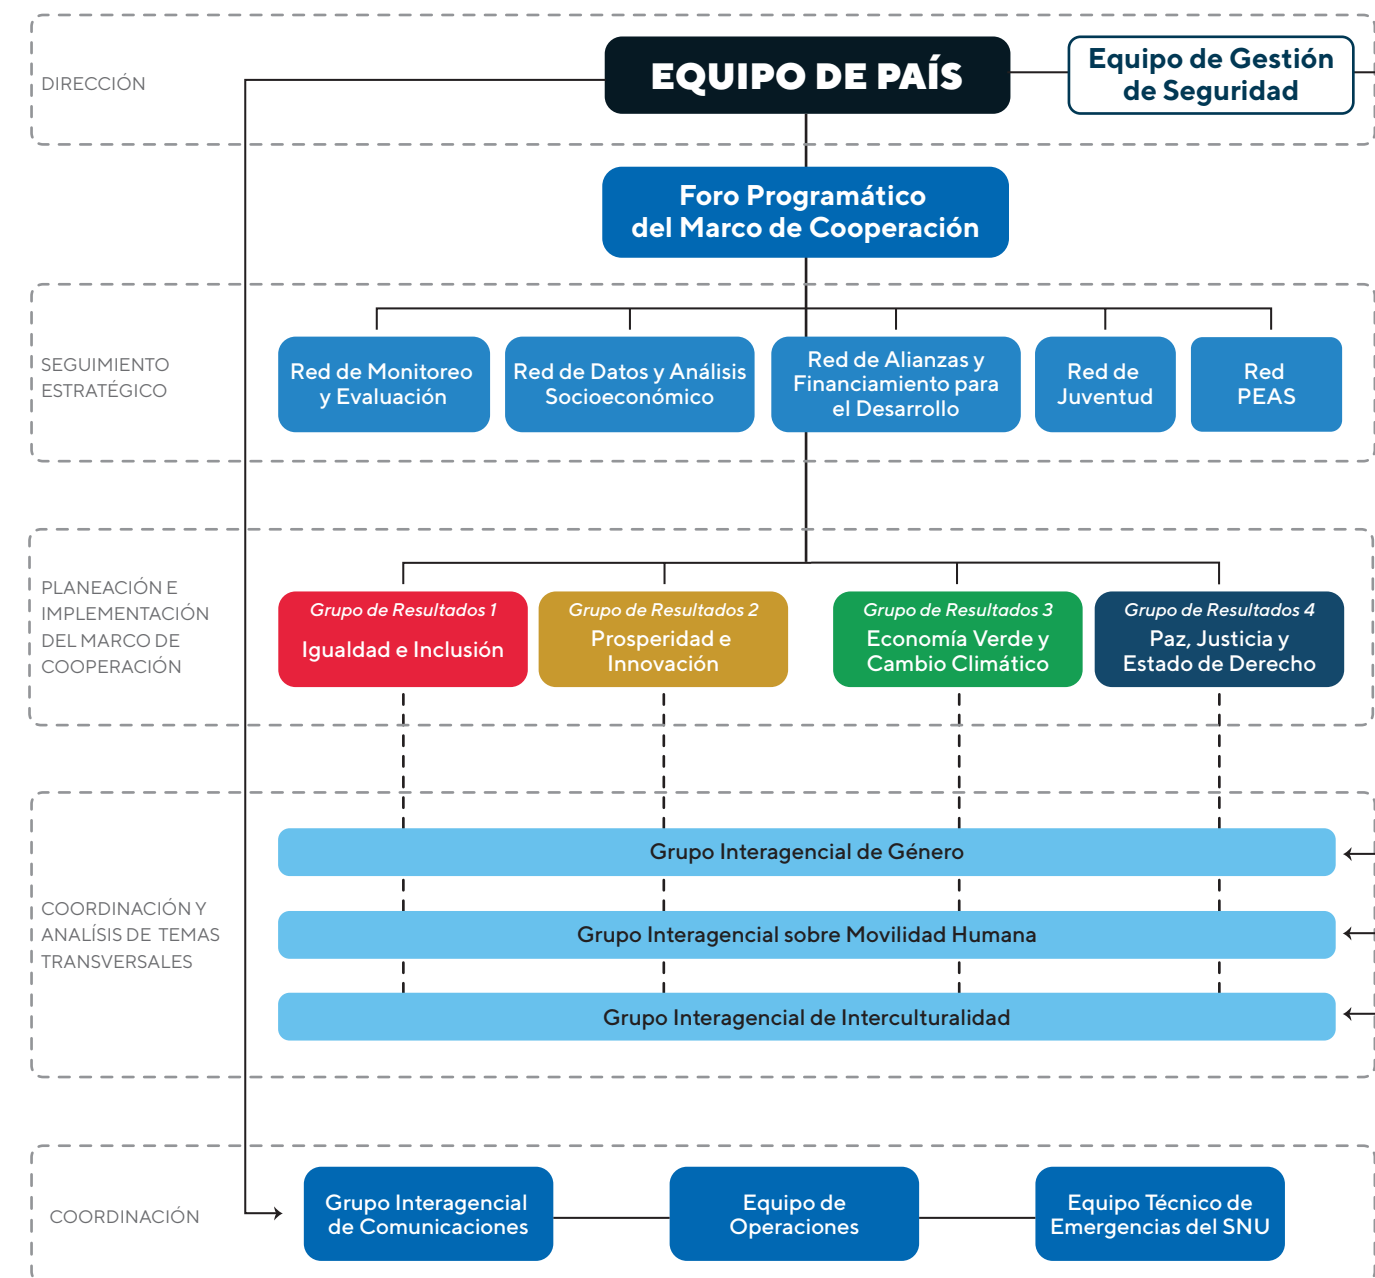 DIRECCIÓN
EQUIPO DE PAÍS
Equipo de Gestión
de Seguridad
Foro Programático
del Marco de Cooperación
SEGUIMIENTO
ESTRATÉGICO
Red de Monitoreo
y Evaluación
Red de Datos y Análisis
Socioeconómico
Red de Alianzas y
Financiamiento para
el Desarrollo
Red de
Juventud
Red
PEAS
PLANEACIÓN E
IMPLEMENTACIÓN
DEL MARCO DE
COOPERACIÓN
Grupo de Resultados 1
Igualdad e Inclusión
Grupo de Resultados 2
Prosperidad e
Innovación
Grupo de Resultados 3
Economía Verde y
Cambio Climático
Grupo de Resultados 4
Paz, Justicia y
Estado de Derecho
COORDINACIÓN Y
ANALÍSIS DE TEMAS
TRANSVERSALES
Grupo Interagencial de Género
Grupo Interagencial sobre Movilidad Humana
Grupo Interagencial de Interculturalidad
COORDINACIÓN
Grupo Interagencial
de Comunicaciones
Equipo de
Operaciones
Equipo Técnico de
Emergencias del SNU